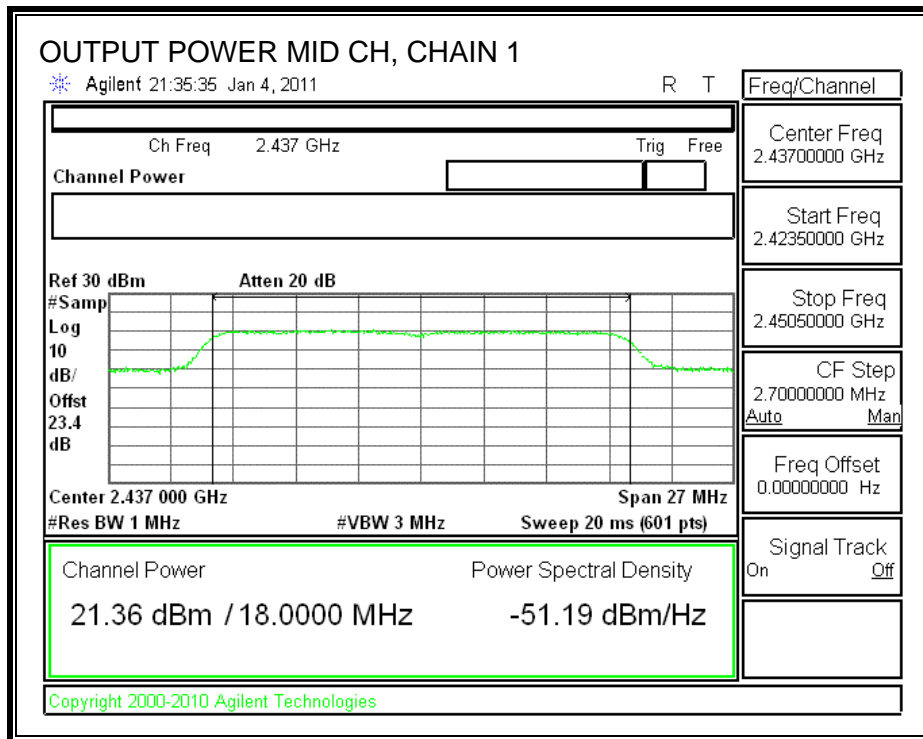 OUTPUT POWER MID CH, CHAIN 1
Agilent 21:35:35 Jan 4, 2011 R T
Freq/Channel
Ch Freq 2.437 GHz Trig Free
Channel Power
Center Freq
2.43700000 GHz
Start Freq
2.42350000 GHz
Stop Freq
2.45050000 GHz
CF Step
2.70000000 MHz
Auto Man
Freq Offset
0.00000000 Hz
Signal Track
On Off
Ref 30 dBm Atten 20 dB
#Samp
Log
10
dB/
Offst
23.4
dB
Center 2.437 000 GHz Span 27 MHz
#Res BW 1 MHz #VBW 3 MHz Sweep 20 ms (601 pts)
Channel Power Power Spectral Density
21.36 dBm / 18.0000 MHz -51.19 dBm/Hz
Copyright 2000-2010 Agilent Technologies